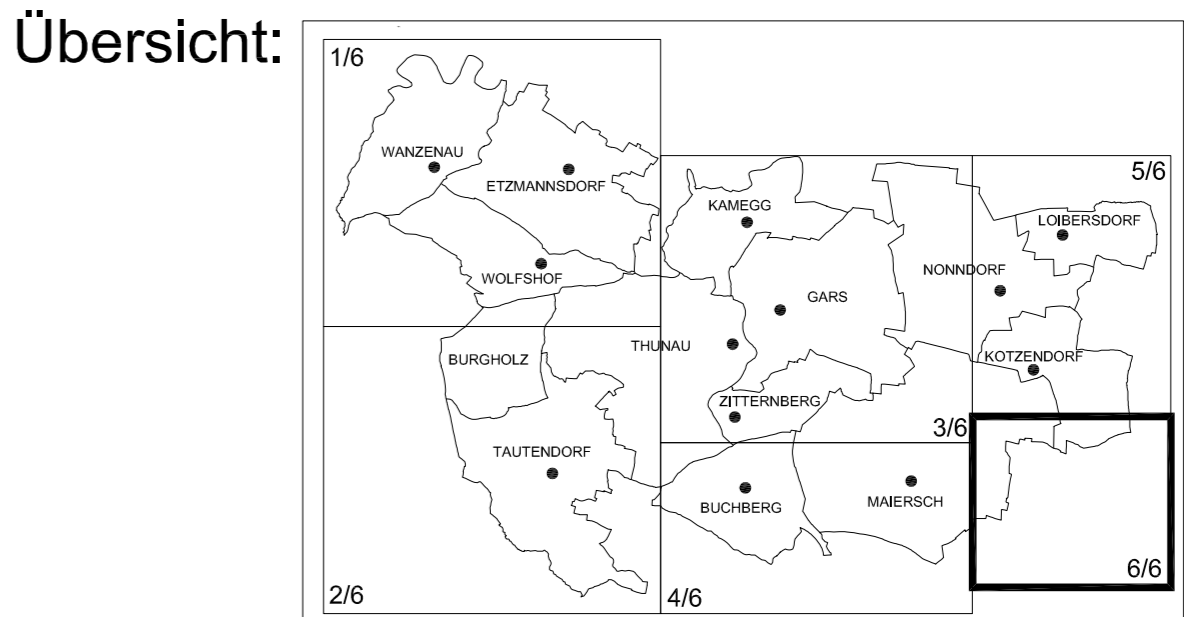 Übersicht:
1/6
WANZENAU
ETZMANNSDORF
5/6
KAMEGG
LOIBERSDORF
WOLFSHOF
NONNDORF
GARS
THUNAU
BURGHOLZ
KOTZENDORF
ZITTERNBERG
3/6
TAUTENDORF
BUCHBERG
MAIERSCH
2/6
4/6
6/6